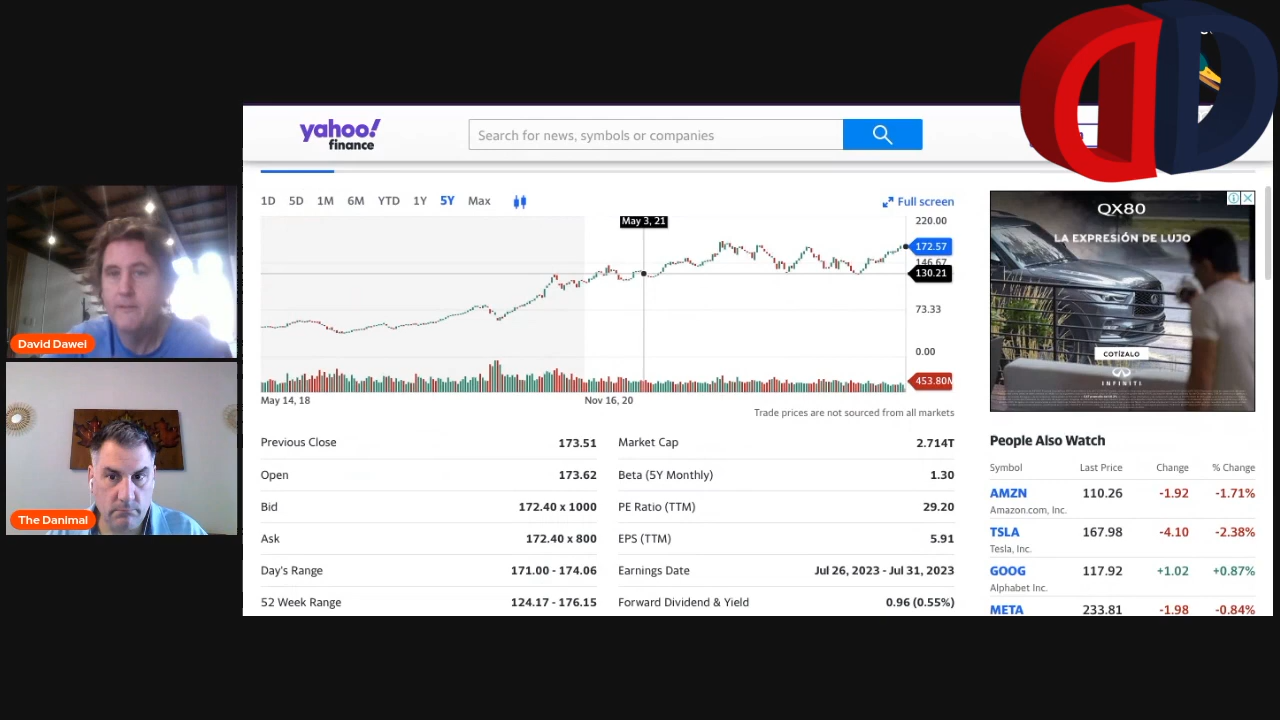 yahoo!
finance
Search for news, symbols or companies
1D 5D 1M 6M YTD 1Y 5Y Max
Full screen
May 3, 21
220.00
172.57
146.67
130.21
73.33
0.00
453.80M
May 14, 18
Nov 16, 20
Trade prices are not sourced from all markets
Previous Close 173.51
Open 173.62
Bid 172.40 x 1000
Ask 172.40 x 800
Day's Range 171.00 - 174.06
52 Week Range 124.17 - 176.15
Market Cap 2.714T
Beta (5Y Monthly) 1.30
PE Ratio (TTM) 29.20
EPS (TTM) 5.91
Earnings Date Jul 26, 2023 - Jul 31, 2023
Forward Dividend & Yield 0.96 (0.55%)
QX80
LA EXPRESIÓN DE LUJO
COTÍZALO
INFINITI
People Also Watch
Symbol Last Price Change % Change
AMZN 110.26 -1.92 -1.71%
Amazon.com, Inc.
TSLA 167.98 -4.10 -2.38%
Tesla, Inc.
GOOG 117.92 +1.02 +0.87%
Alphabet Inc.
META 233.81 -1.98 -0.84%
David Dawei
The Danimal
DD